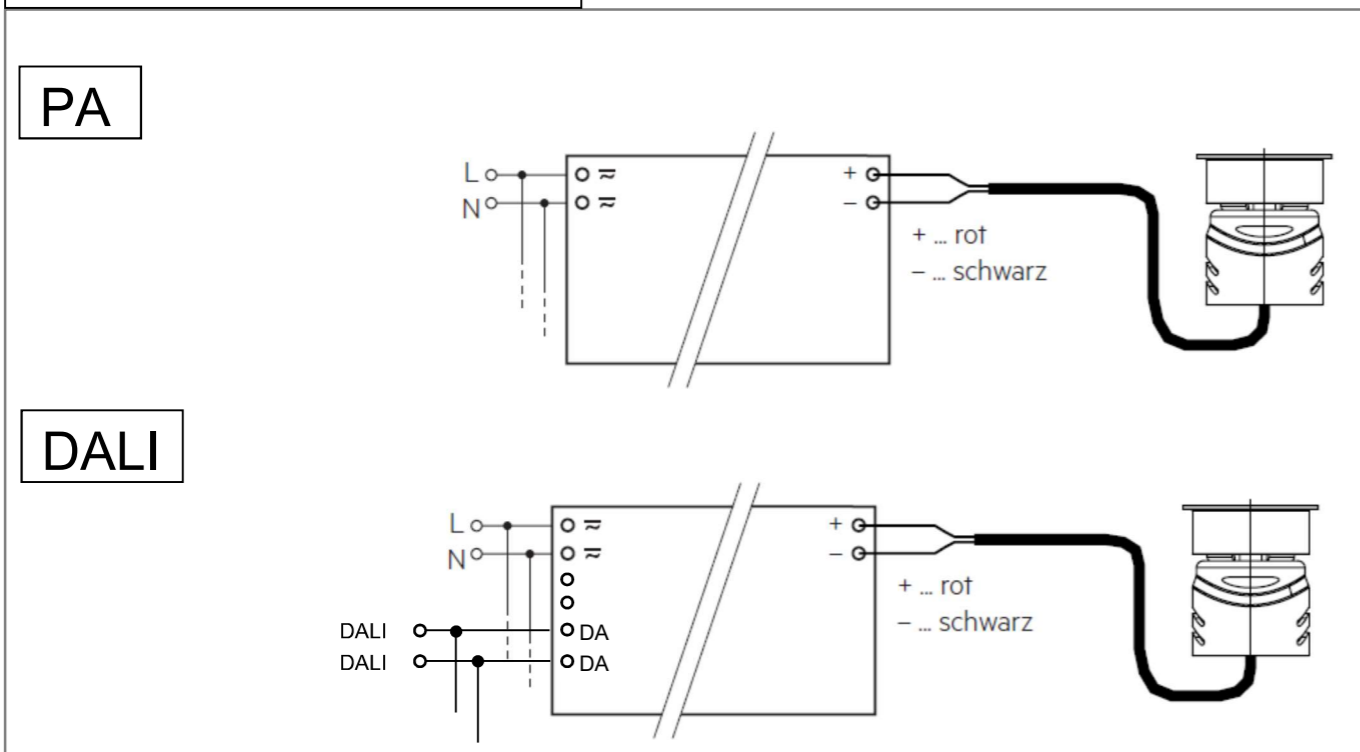 PA
L ≂ +
N ≂ –
+ ... rot
– ... schwarz
DALI
L ≂ +
N ≂ –
+ ... rot
– ... schwarz
DALI DA
DALI DA